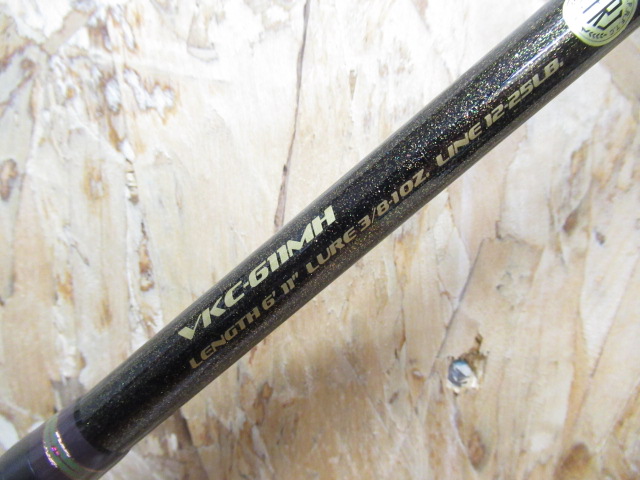 VKC-611MH
LENGTH 6' 11" LURE 3/8-1OZ. LINE 12-25LB.